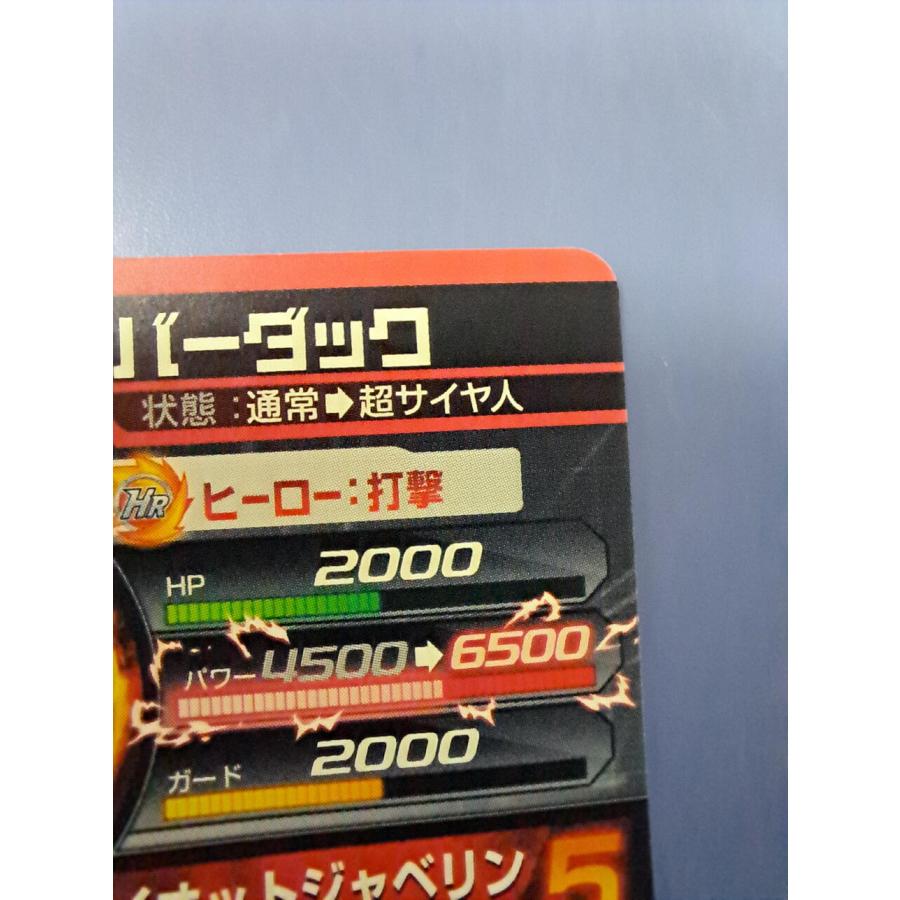 バーダック
状態：通常➡超サイヤ人
HR ヒーロー：打撃
HP 2000
パワー 4500➡6500
ガード 2000
オットジャベリン 5